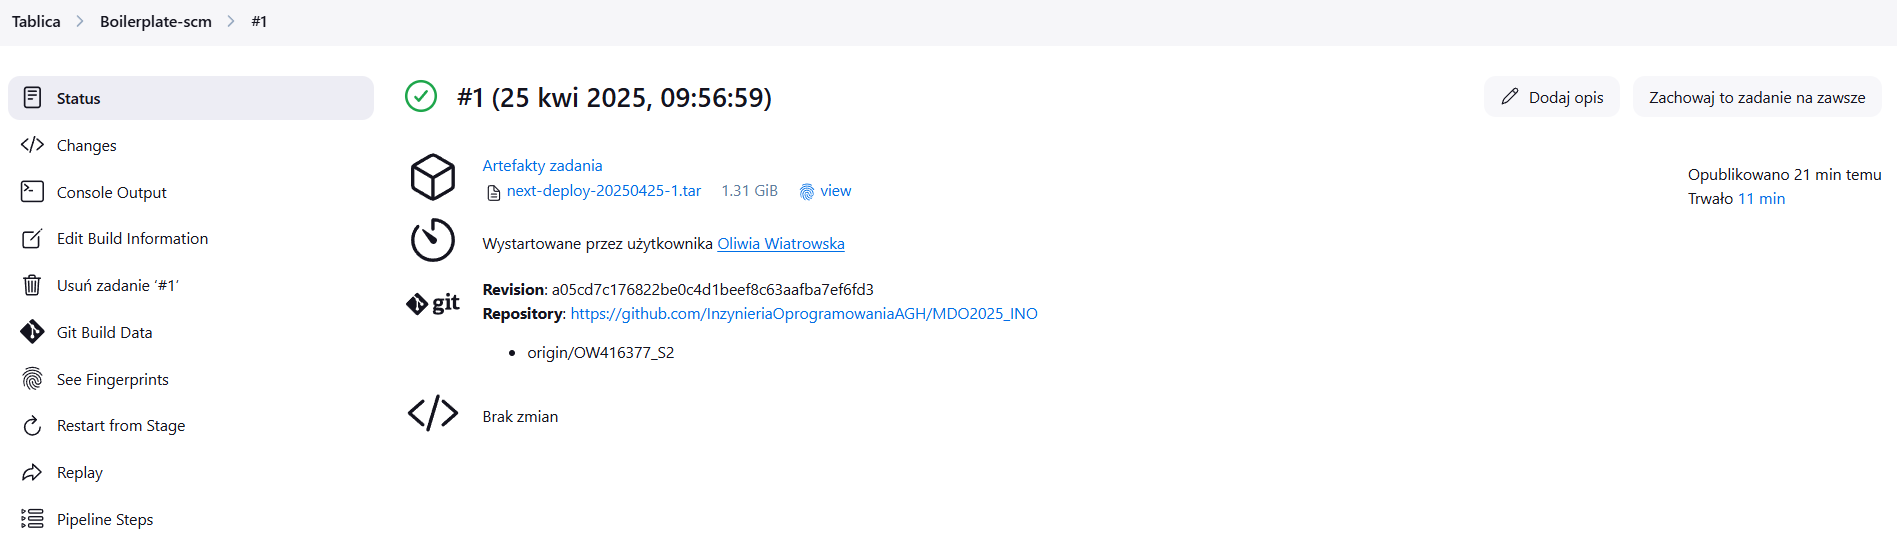 Tablica > Boilerplate-scm > #1
Status
Changes
Console Output
Edit Build Information
Usuń zadanie ‘#1’
Git Build Data
See Fingerprints
Restart from Stage
Replay
Pipeline Steps
#1 (25 kwi 2025, 09:56:59)
Dodaj opis
Zachowaj to zadanie na zawsze
Artefakty zadania
next-deploy-20250425-1.tar 1.31 GiB view
Opublikowano 21 min temu
Trwało 11 min
Wystartowane przez użytkownika Oliwia Wiatrowska
git
Revision: a05cd7c176822be0c4d1beef8c63aafba7ef6fd3
Repository: https://github.com/InzynieriaOprogramowaniaAGH/MDO2025_INO
• origin/OW416377_S2
Brak zmian